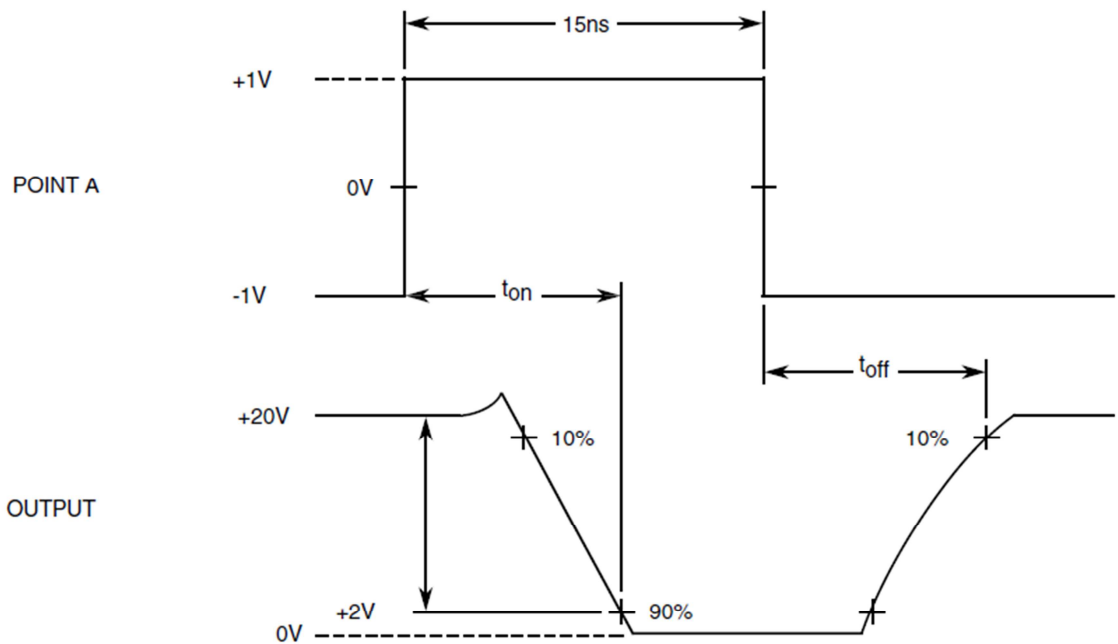 15ns
+1V
POINT A
0V
-1V
ton
toff
+20V
10%
10%
OUTPUT
+2V
90%
0V